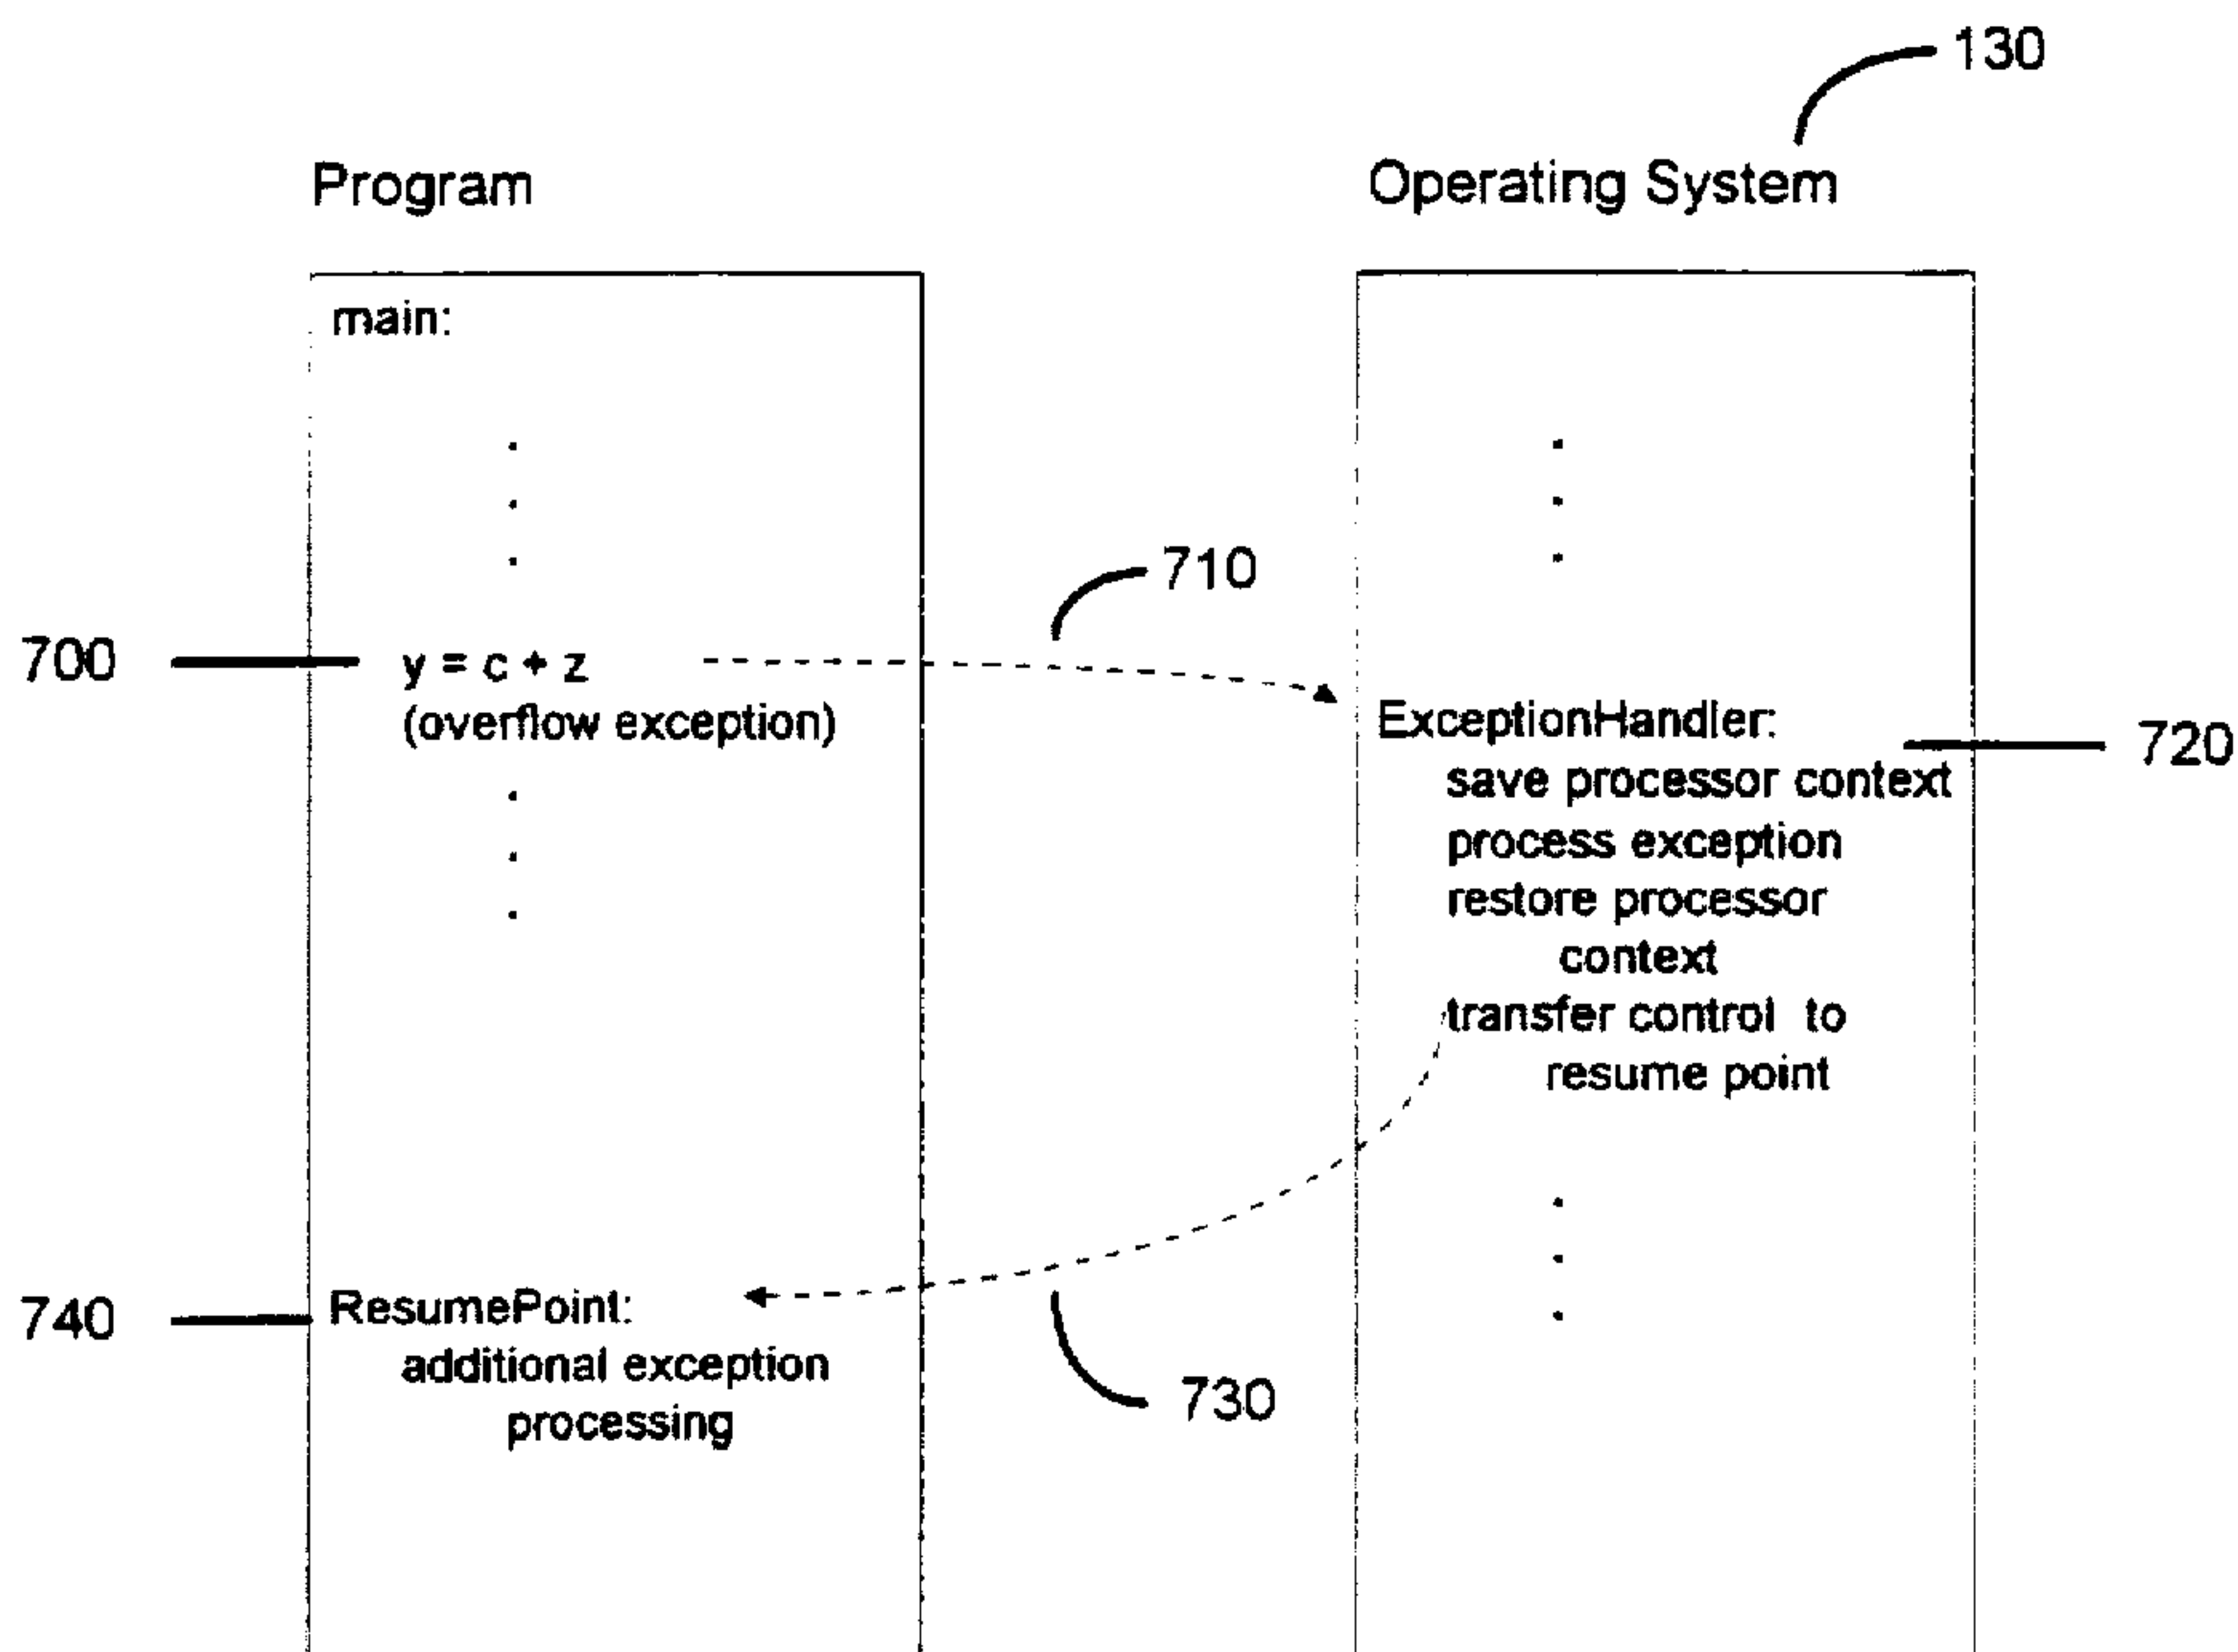 130
Program
Operating System
main:
710
700
y = c + z
(overflow exception)
ExceptionHandler:
720
save processor context
process exception
restore processor
context
transfer control to
resume point
740
ResumePoint:
additional exception
processing
730